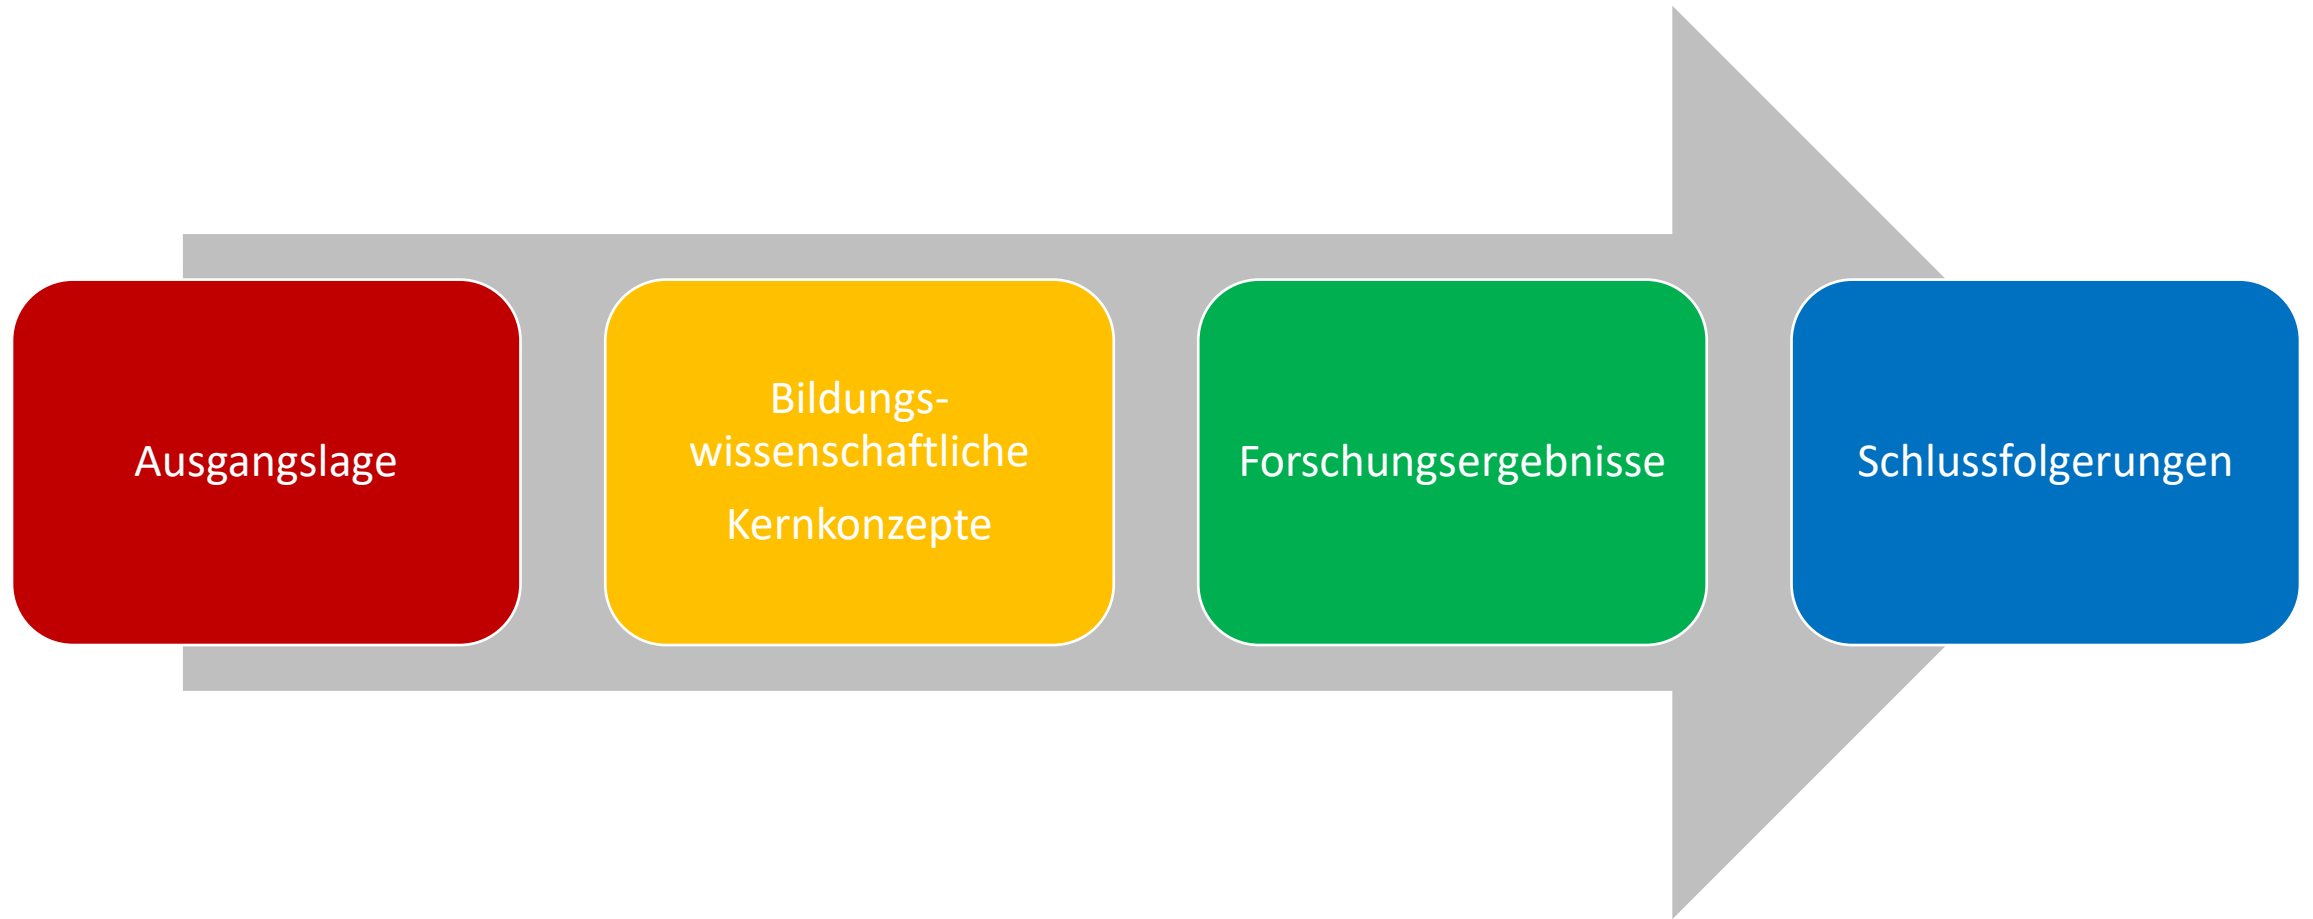 Ausgangslage
Bildungs-
wissenschaftliche
Kernkonzepte
Forschungsergebnisse
Schlussfolgerungen